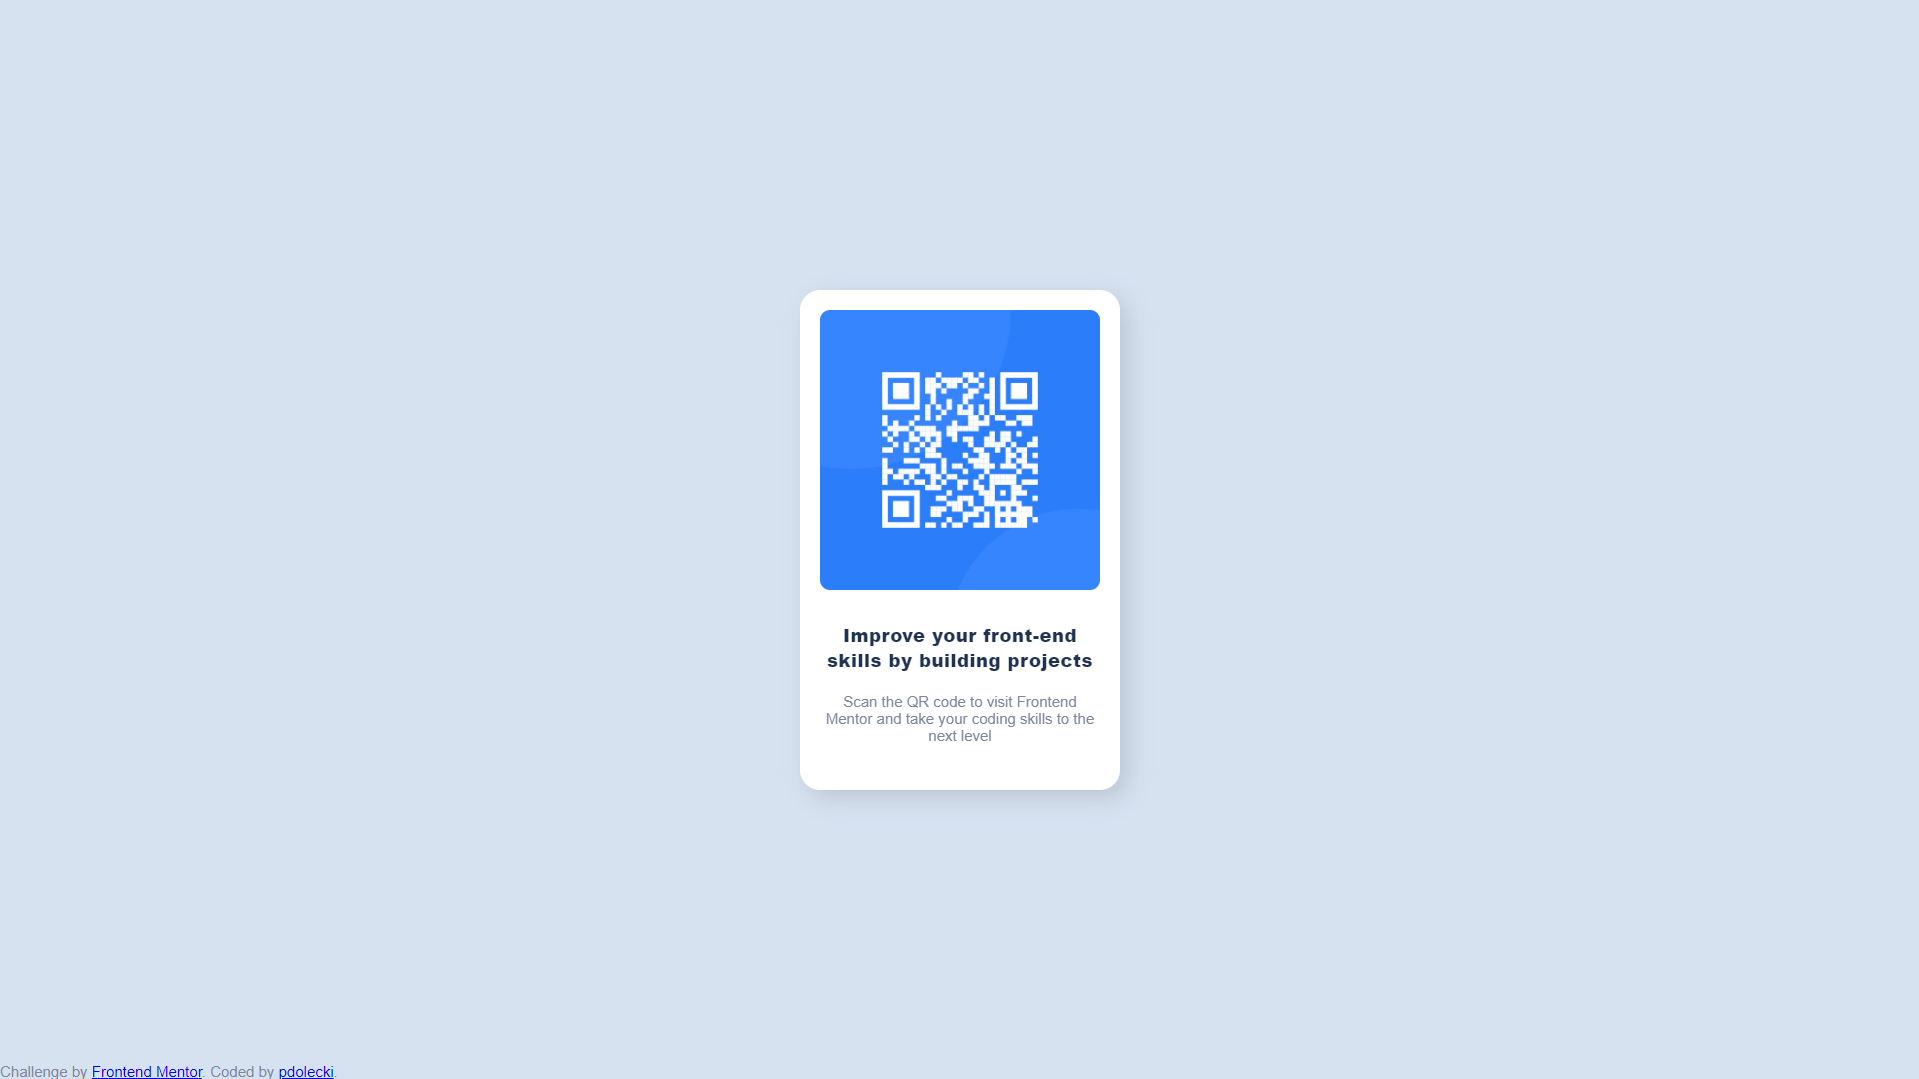 Improve your front-end
skills by building projects
Scan the QR code to visit Frontend
Mentor and take your coding skills to the
next level
Challenge by Frontend Mentor. Coded by pdolecki.